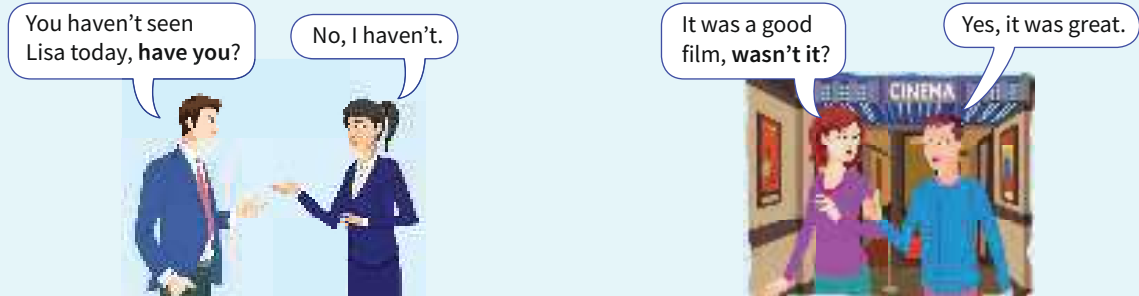 You haven't seen
Lisa today, have you?
No, I haven't.
It was a good
film, wasn't it?
Yes, it was great.
CINEMA